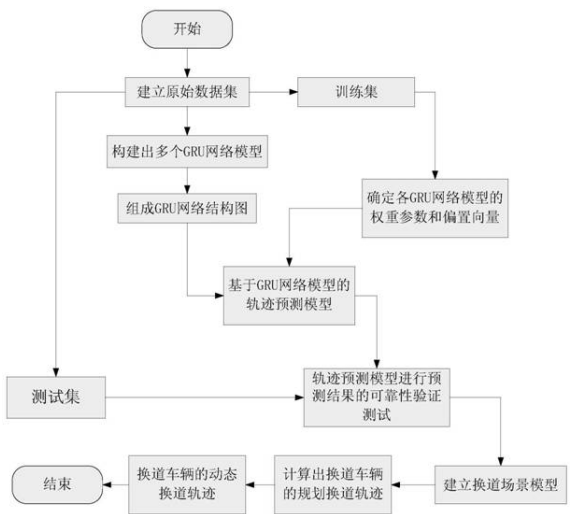 开始
建立原始数据集
训练集
构建出多个GRU网络模型
组成GRU网络结构图
确定各GRU网络模型的
权重参数和偏置向量
基于GRU网络模型的
轨迹预测模型
测试集
轨迹预测模型进行预
测结果的可靠性验证
测试
建立换道场景模型
计算出换道车辆
的规划换道轨迹
换道车辆的动态
换道轨迹
结束